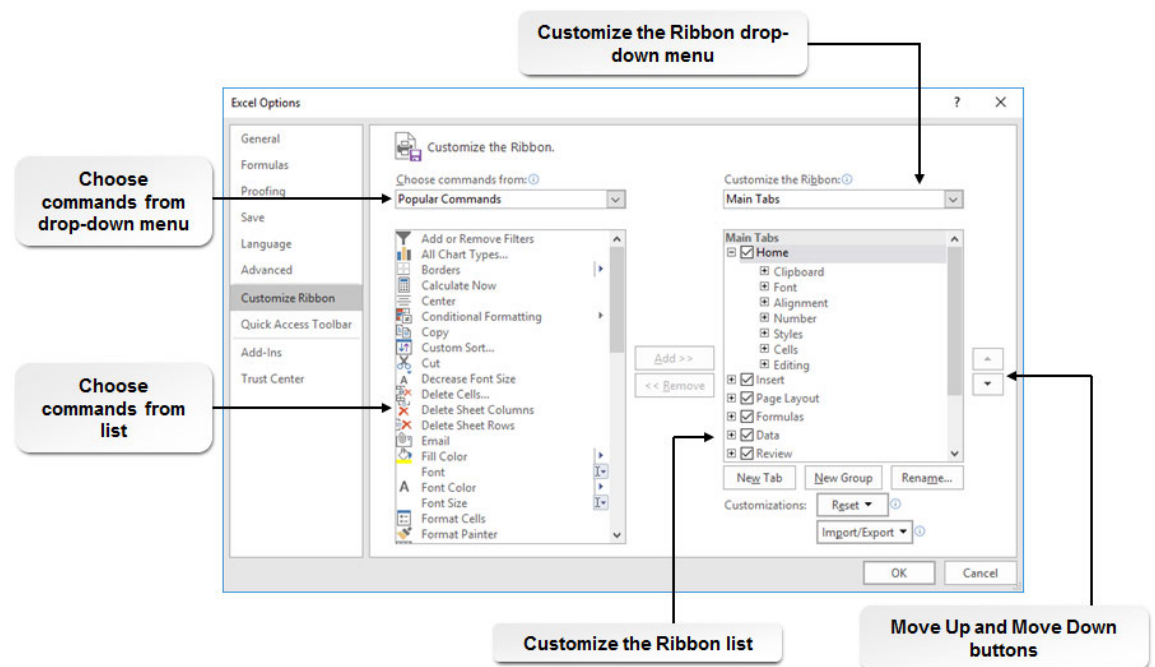 Customize the Ribbon drop-
down menu
Excel Options
?
General
Formulas
Proofing
Save
Language
Advanced
Customize Ribbon
Quick Access Toolbar
Add-Ins
Trust Center
Choose
commands from
drop-down menu
Choose
commands from
list
Customize the Ribbon.
Choose commands from:
Popular Commands
Add or Remove Filters
All Chart Types...
Borders
Calculate Now
Center
Conditional Formatting
Copy
Custom Sort...
Cut
Decrease Font Size
Delete Cells...
Delete Sheet Columns
Delete Sheet Rows
Email
Fill Color
Font
Font Color
Font Size
Format Cells
Format Painter
Add >>
<< Remove
Customize the Ribbon:
Main Tabs
Main Tabs
Home
Clipboard
Font
Alignment
Number
Styles
Cells
Editing
Insert
Page Layout
Formulas
Data
Review
New Tab
New Group
Rename...
Customizations:
Reset
Import/Export
OK
Cancel
Customize the Ribbon list
Move Up and Move Down
buttons